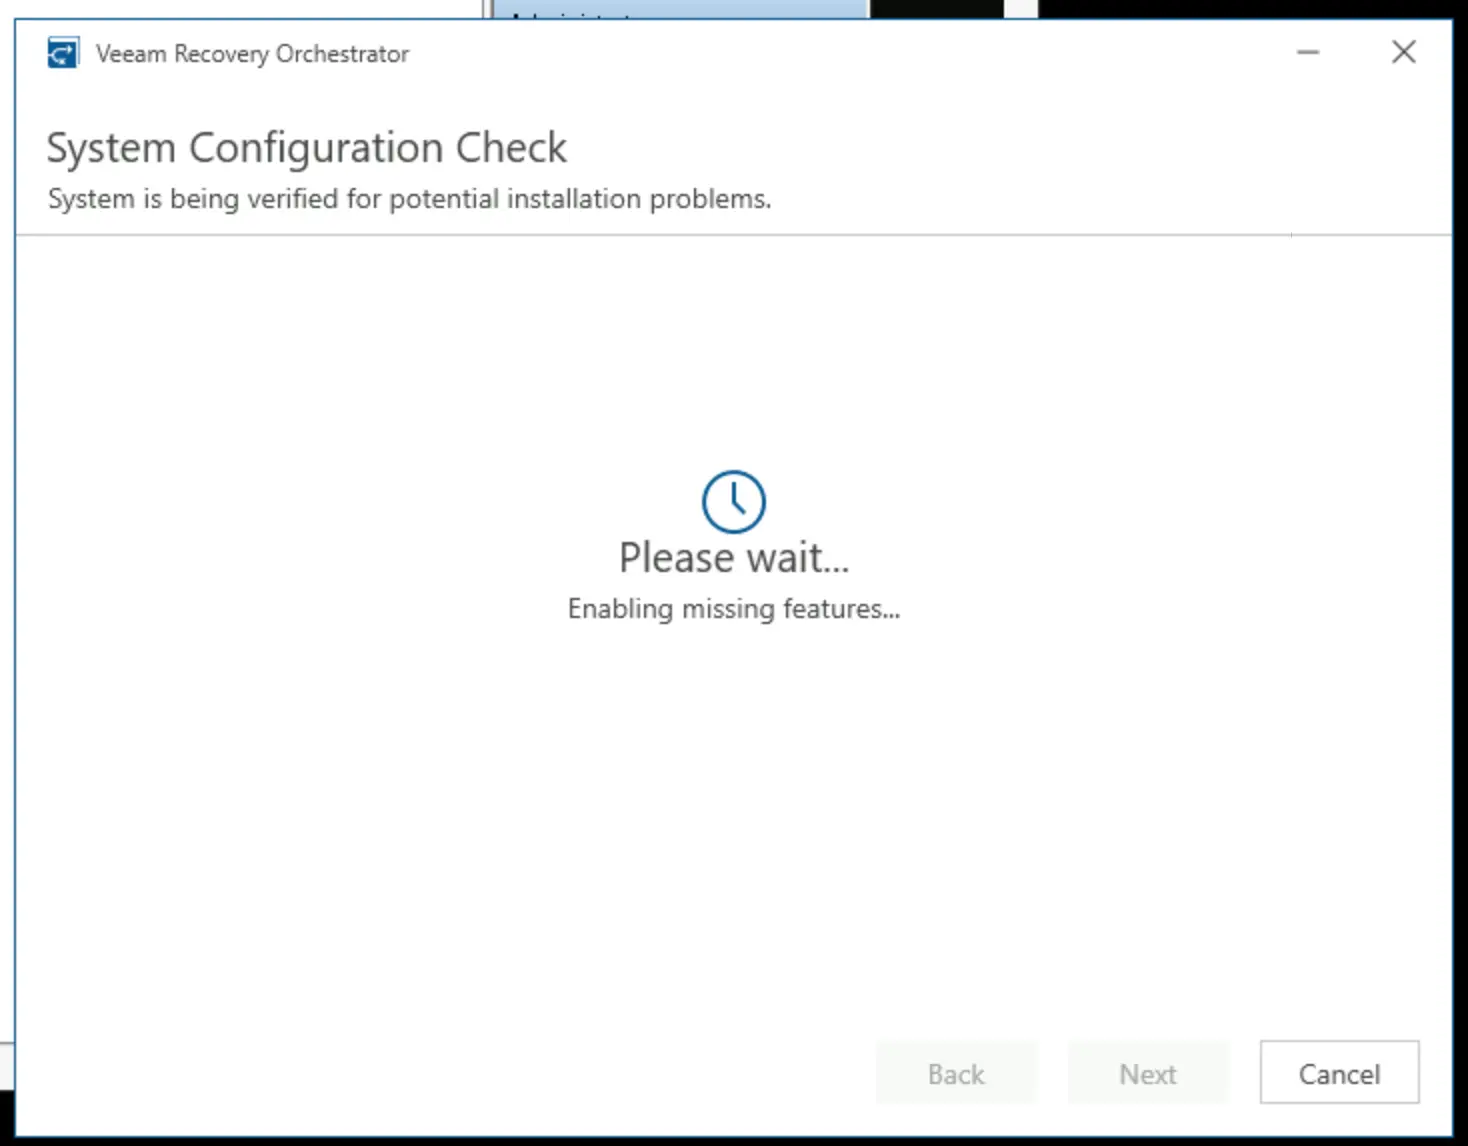 Veeam Recovery Orchestrator
System Configuration Check
System is being verified for potential installation problems.
Please wait...
Enabling missing features...
Back
Next
Cancel